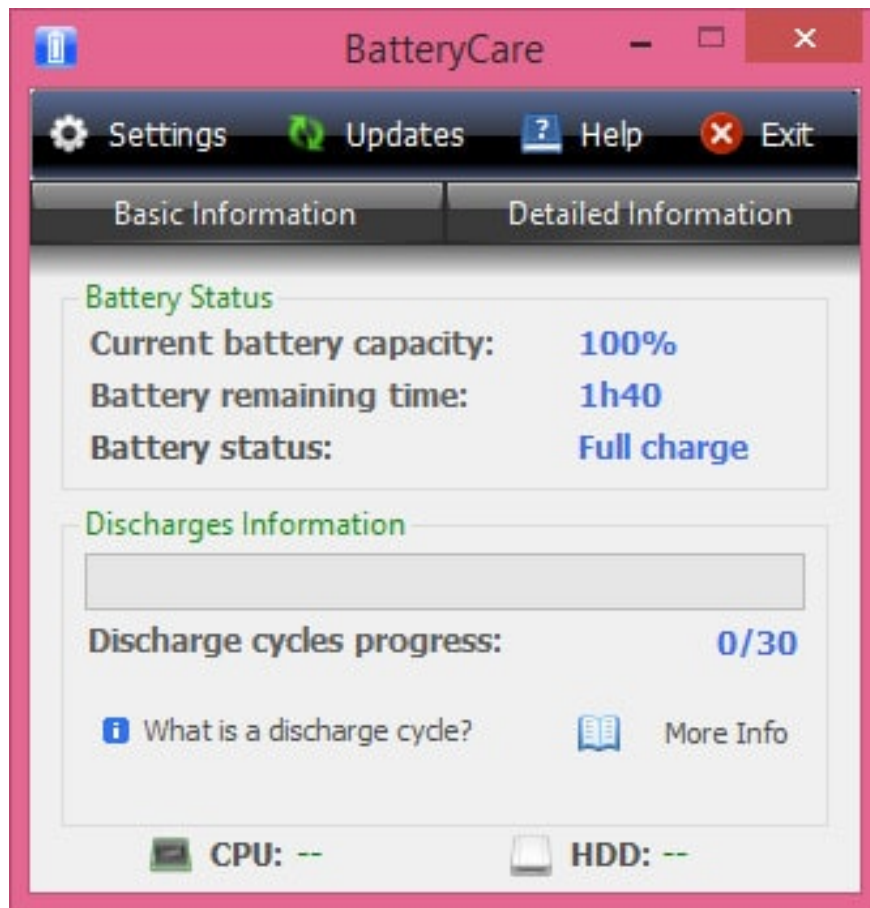 BatteryCare
Settings Updates Help Exit
Basic Information Detailed Information
Battery Status
Current battery capacity: 100%
Battery remaining time: 1h40
Battery status: Full charge
Discharges Information
Discharge cycles progress: 0/30
What is a discharge cycle? More Info
CPU: -- HDD: --